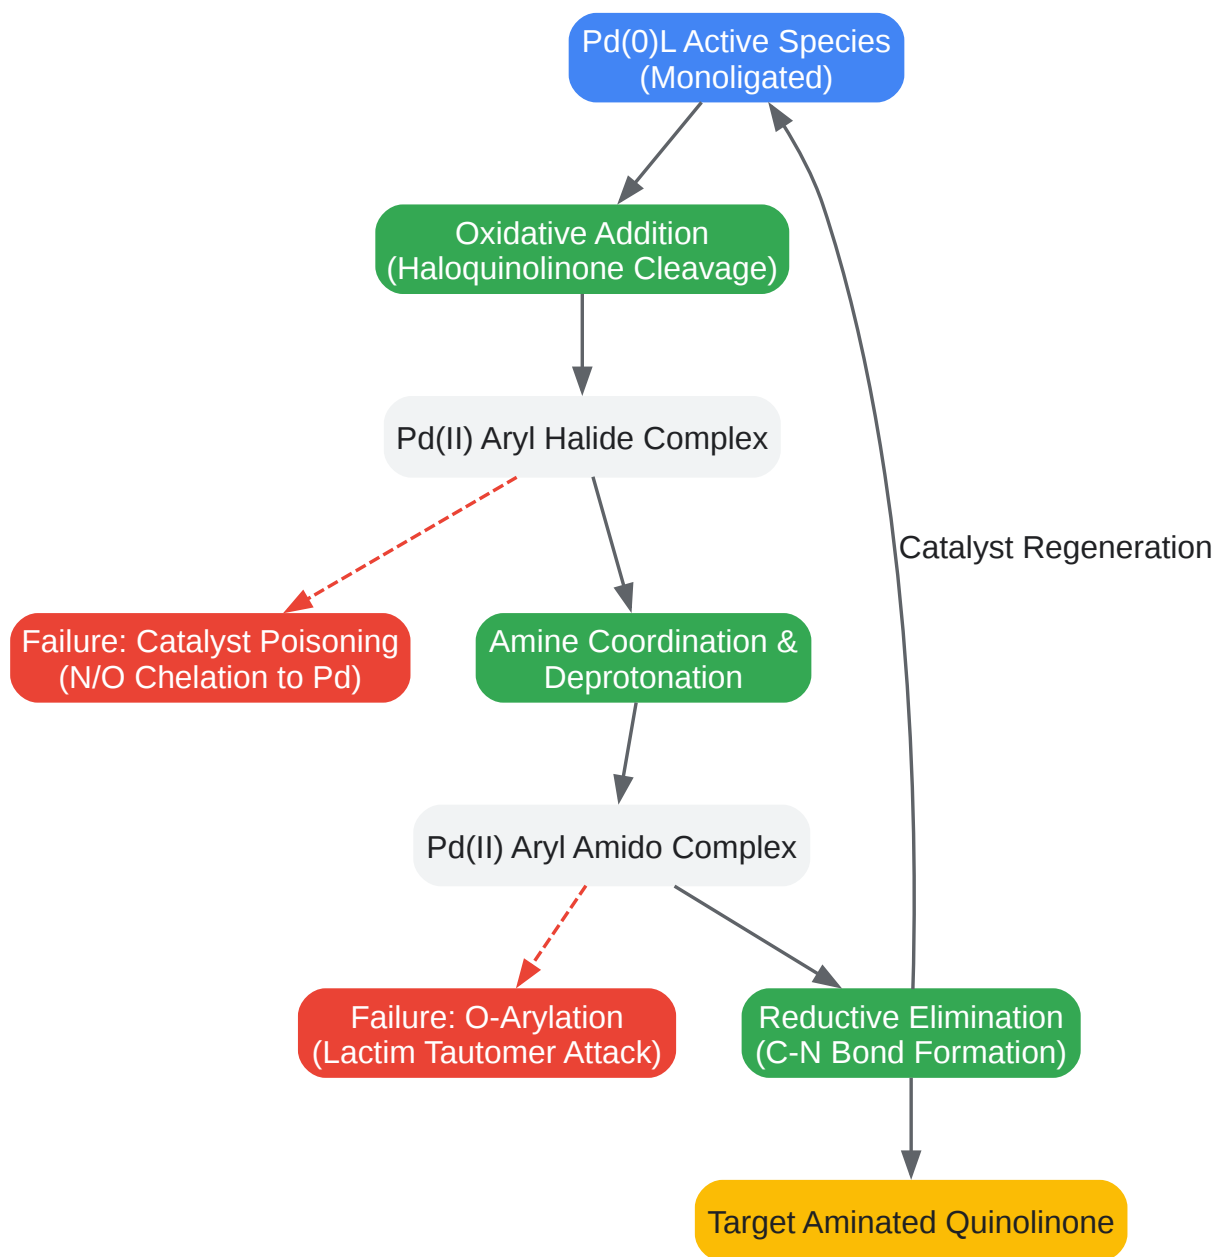 Pd(0)L Active Species
(Monoligated)
Oxidative Addition
(Haloquinolinone Cleavage)
Pd(II) Aryl Halide Complex
Catalyst Regeneration
Failure: Catalyst Poisoning
(N/O Chelation to Pd)
Amine Coordination &
Deprotonation
Pd(II) Aryl Amido Complex
Failure: O-Arylation
(Lactim Tautomer Attack)
Reductive Elimination
(C-N Bond Formation)
Target Aminated Quinolinone